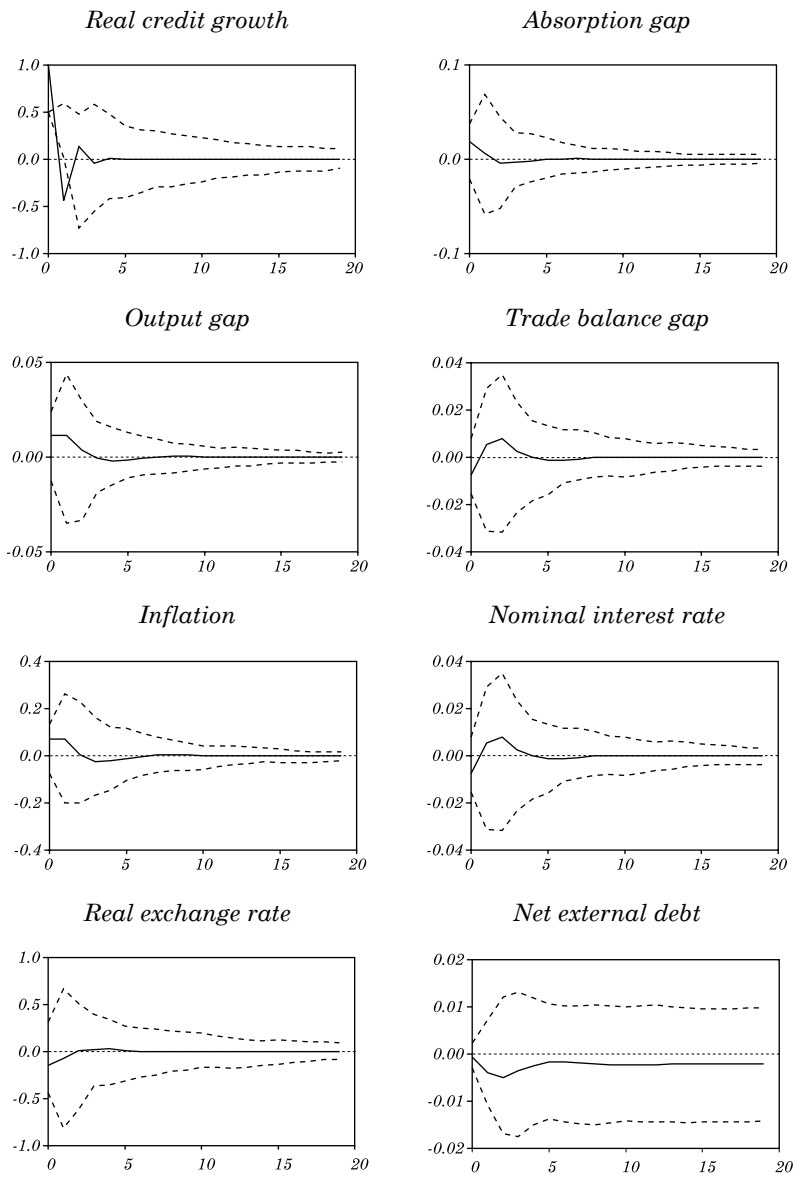 Real credit growth
1.0
0.5
0.0
-0.5
-1.0
0 5 10 15 20
Absorption gap
0.1
0.0
-0.1
0 5 10 15 20
Output gap
0.05
0.00
-0.05
0 5 10 15 20
Trade balance gap
0.04
0.02
0.00
-0.02
-0.04
0 5 10 15 20
Inflation
0.4
0.2
0.0
-0.2
-0.4
0 5 10 15 20
Nominal interest rate
0.04
0.02
0.00
-0.02
-0.04
0 5 10 15 20
Real exchange rate
1.0
0.5
0.0
-0.5
-1.0
0 5 10 15 20
Net external debt
0.02
0.01
0.00
-0.01
-0.02
0 5 10 15 20